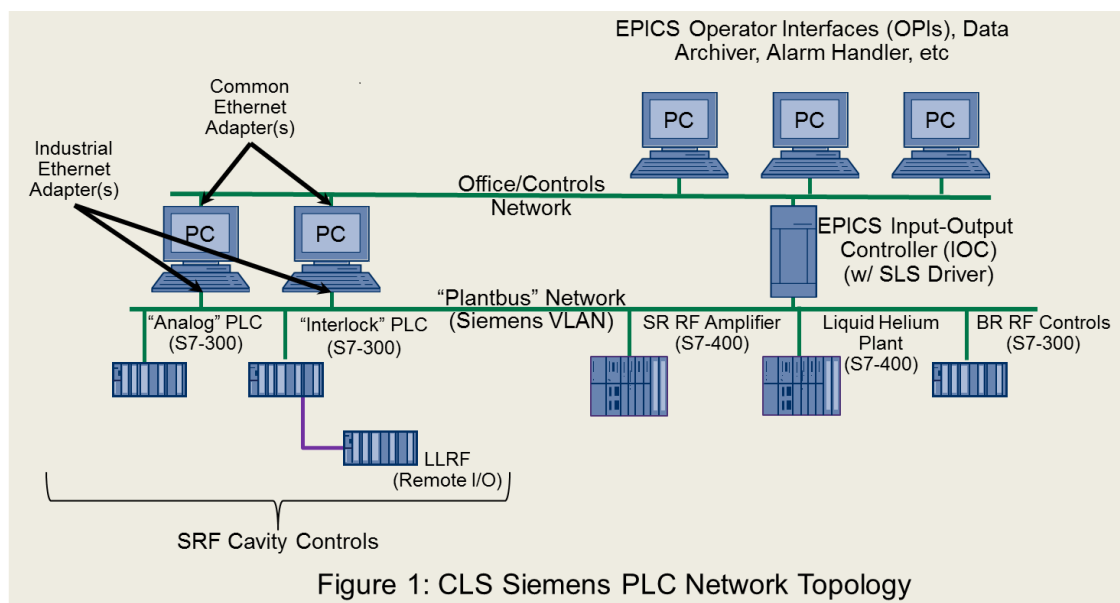 EPICS Operator Interfaces (OPIs), Data
Archiver, Alarm Handler, etc
Common
Ethernet
Adapter(s)
Industrial
Ethernet
Adapter(s)
PC
PC
PC
Office/Controls
Network
PC
PC
EPICS Input-Output
Controller (IOC)
(w/ SLS Driver)
“Plantbus” Network
(Siemens VLAN)
“Analog” PLC
(S7-300)
“Interlock” PLC
(S7-300)
SR RF Amplifier
(S7-400)
Liquid Helium
Plant
(S7-400)
BR RF Controls
(S7-300)
LLRF
(Remote I/O)
SRF Cavity Controls
Figure 1: CLS Siemens PLC Network Topology